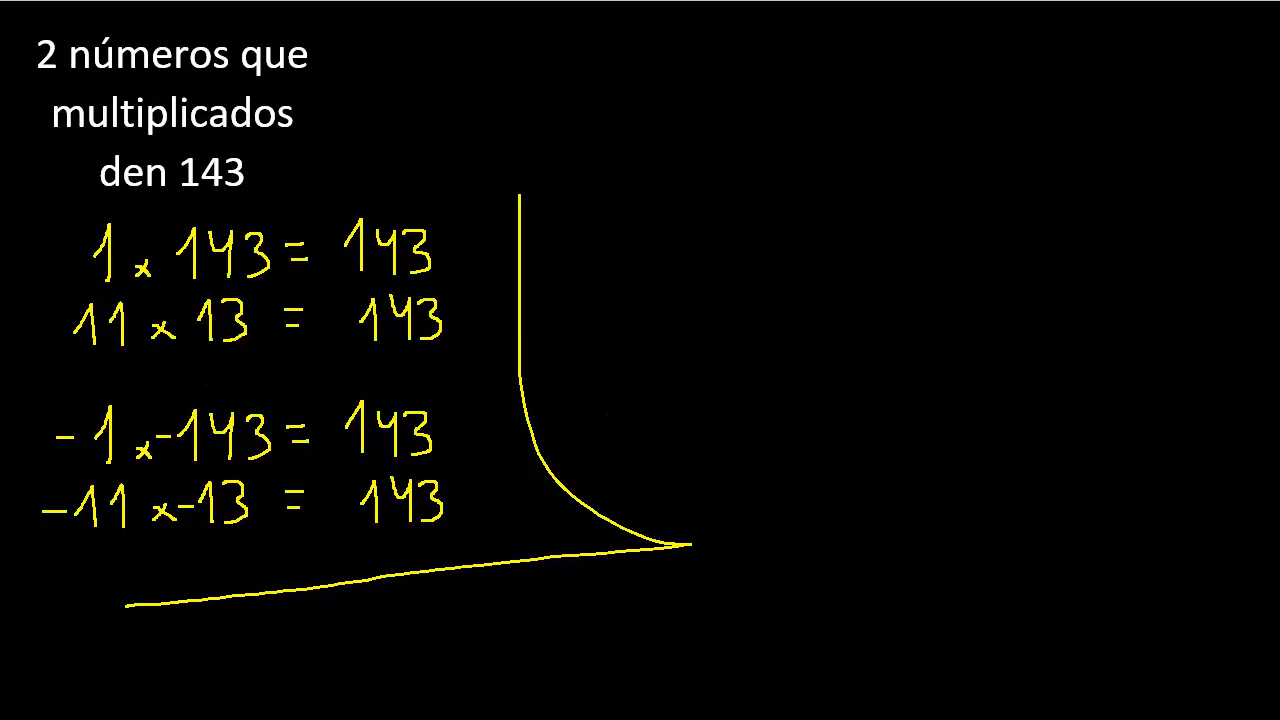 2 números que
multiplicados
den 143
1 x 143 = 143
11 x 13 = 143
-1 x -143 = 143
-11 x -13 = 143